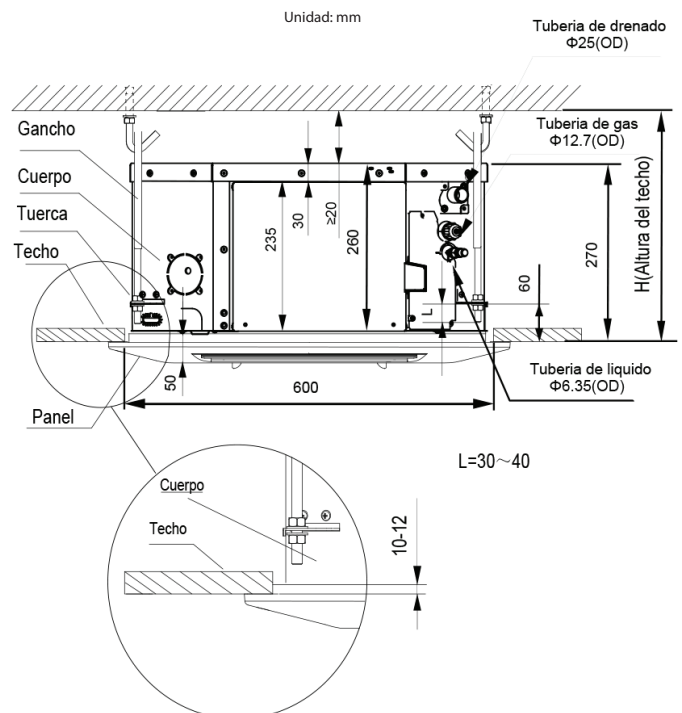 Unidad: mm
Tuberia de drenado
Φ25(OD)
Gancho
Tuberia de gas
Φ12.7(OD)
Cuerpo
Tuerca
Techo
235
30
≥20
260
L
60
270
H(Altura del techo)
50
600
Panel
Tuberia de liquido
Φ6.35(OD)
L=30～40
Cuerpo
Techo
10-12